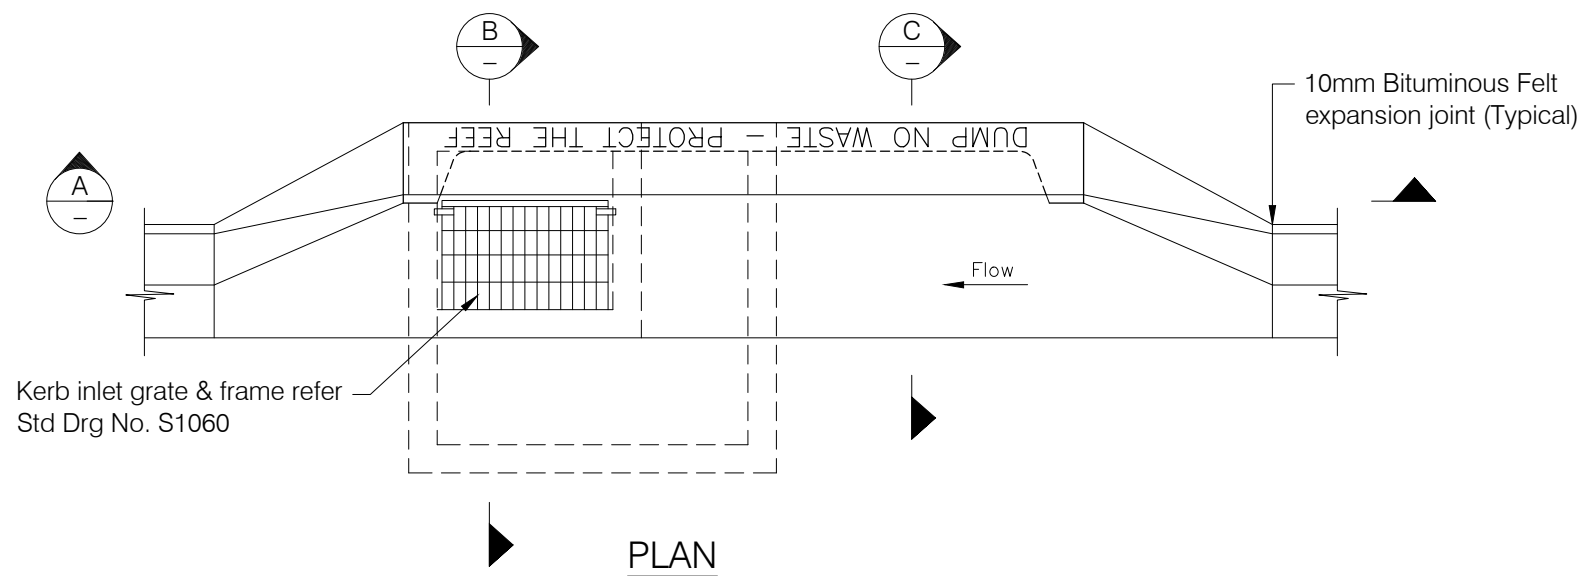 B
–
C
–
10mm Bituminous Felt
expansion joint (Typical)
DUMP NO WASTE – PROTECT THE REEF
A
–
Flow
Kerb inlet grate & frame refer
Std Drg No. S1060
PLAN